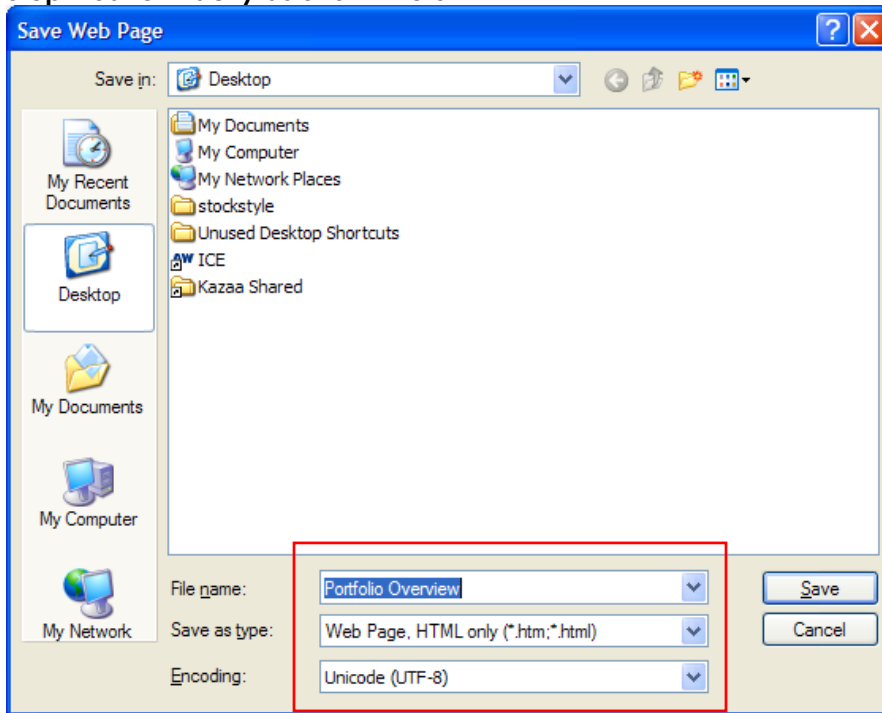 Save Web Page
Save in:
Desktop
My Documents
My Computer
My Network Places
stockstyle
Unused Desktop Shortcuts
ICE
Kazaa Shared
My Recent
Documents
Desktop
My Documents
My Computer
My Network
File name:
Portfolio Overview
Save
Save as type:
Web Page, HTML only (*.htm;*.html)
Cancel
Encoding:
Unicode (UTF-8)